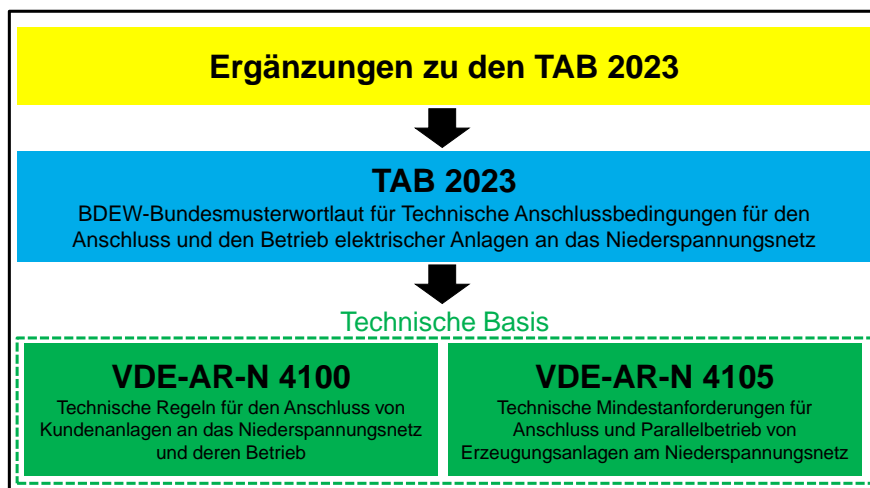 Ergänzungen zu den TAB 2023
TAB 2023
BDEW-Bundesmusterwortlaut für Technische Anschlussbedingungen für den
Anschluss und den Betrieb elektrischer Anlagen an das Niederspannungsnetz
Technische Basis
VDE-AR-N 4100
Technische Regeln für den Anschluss von
Kundenanlagen an das Niederspannungsnetz
und deren Betrieb
VDE-AR-N 4105
Technische Mindestanforderungen für
Anschluss und Parallelbetrieb von
Erzeugungsanlagen am Niederspannungsnetz